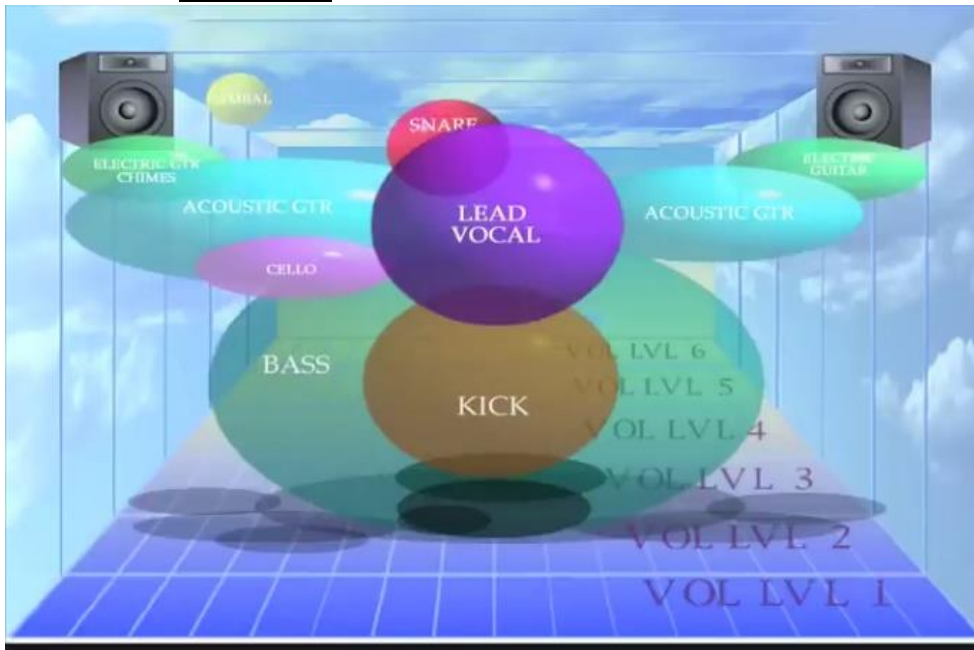 SNARE
ELECTRIC GTR
CHIMES
ELECTRIC
GUITAR
ACOUSTIC GTR
LEAD
VOCAL
ACOUSTIC GTR
CELLO
BASS
KICK
VOL LVL 6
VOL LVL 5
VOL LVL 4
VOL LVL 3
VOL LVL 2
VOL LVL 1